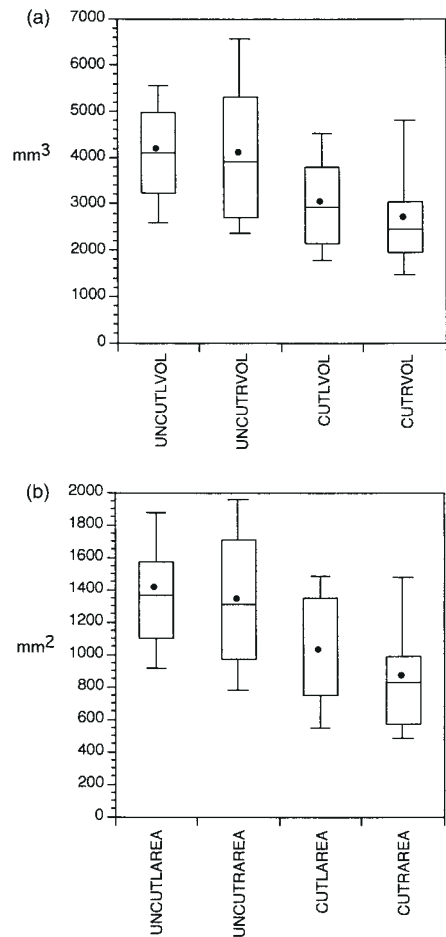 (a)
7000
6000
5000
mm3
4000
3000
2000
1000
0
UNCUTLVOL
UNCUTRVOL
CUTLVOL
CUTRVOL
(b)
2000
1800
1600
1400
1200
mm2
1000
800
600
400
200
0
UNCUTLAREA
UNCUTRAREA
CUTLAREA
CUTRAREA